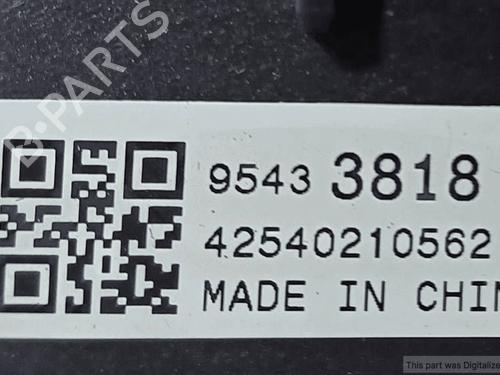 B-PARTS
9543 3818
42540210562
MADE IN CHIN
This part was Digitalize